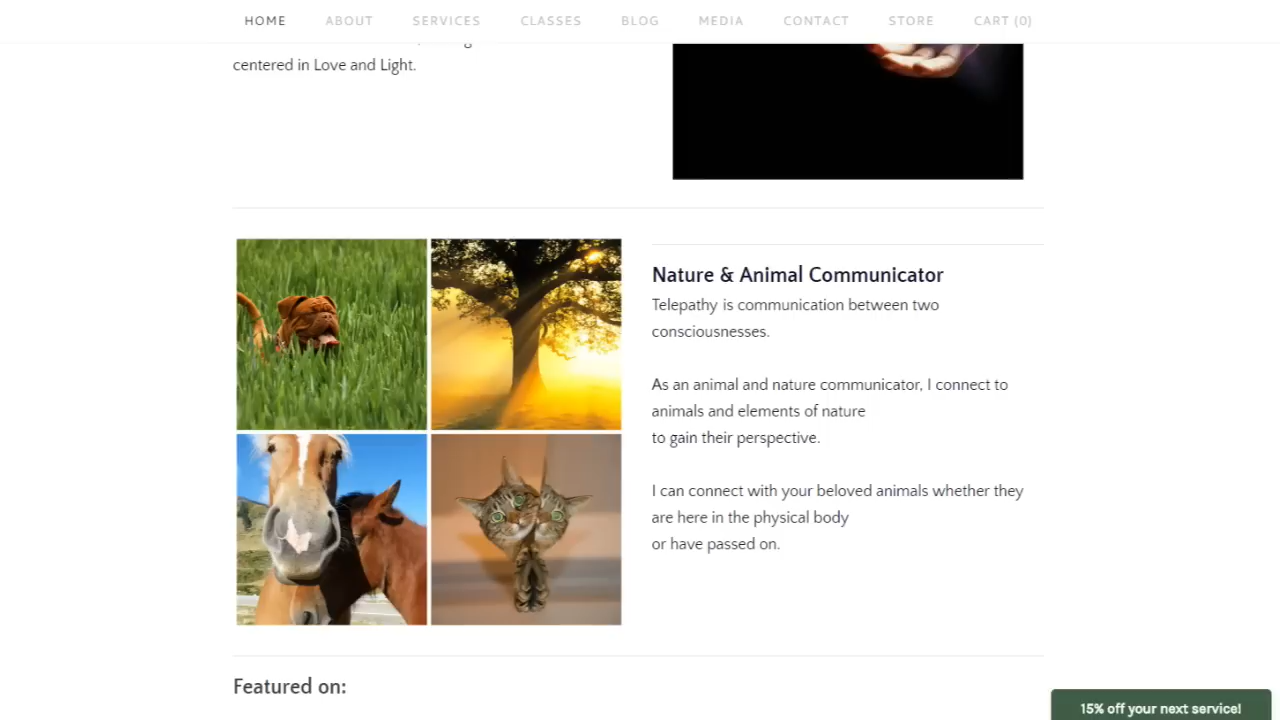 HOME ABOUT SERVICES CLASSES BLOG MEDIA CONTACT STORE CART (0)
centered in Love and Light.
Nature & Animal Communicator
Telepathy is communication between two
consciousnesses.
As an animal and nature communicator, I connect to
animals and elements of nature
to gain their perspective.
I can connect with your beloved animals whether they
are here in the physical body
or have passed on.
Featured on:
15% off your next service!